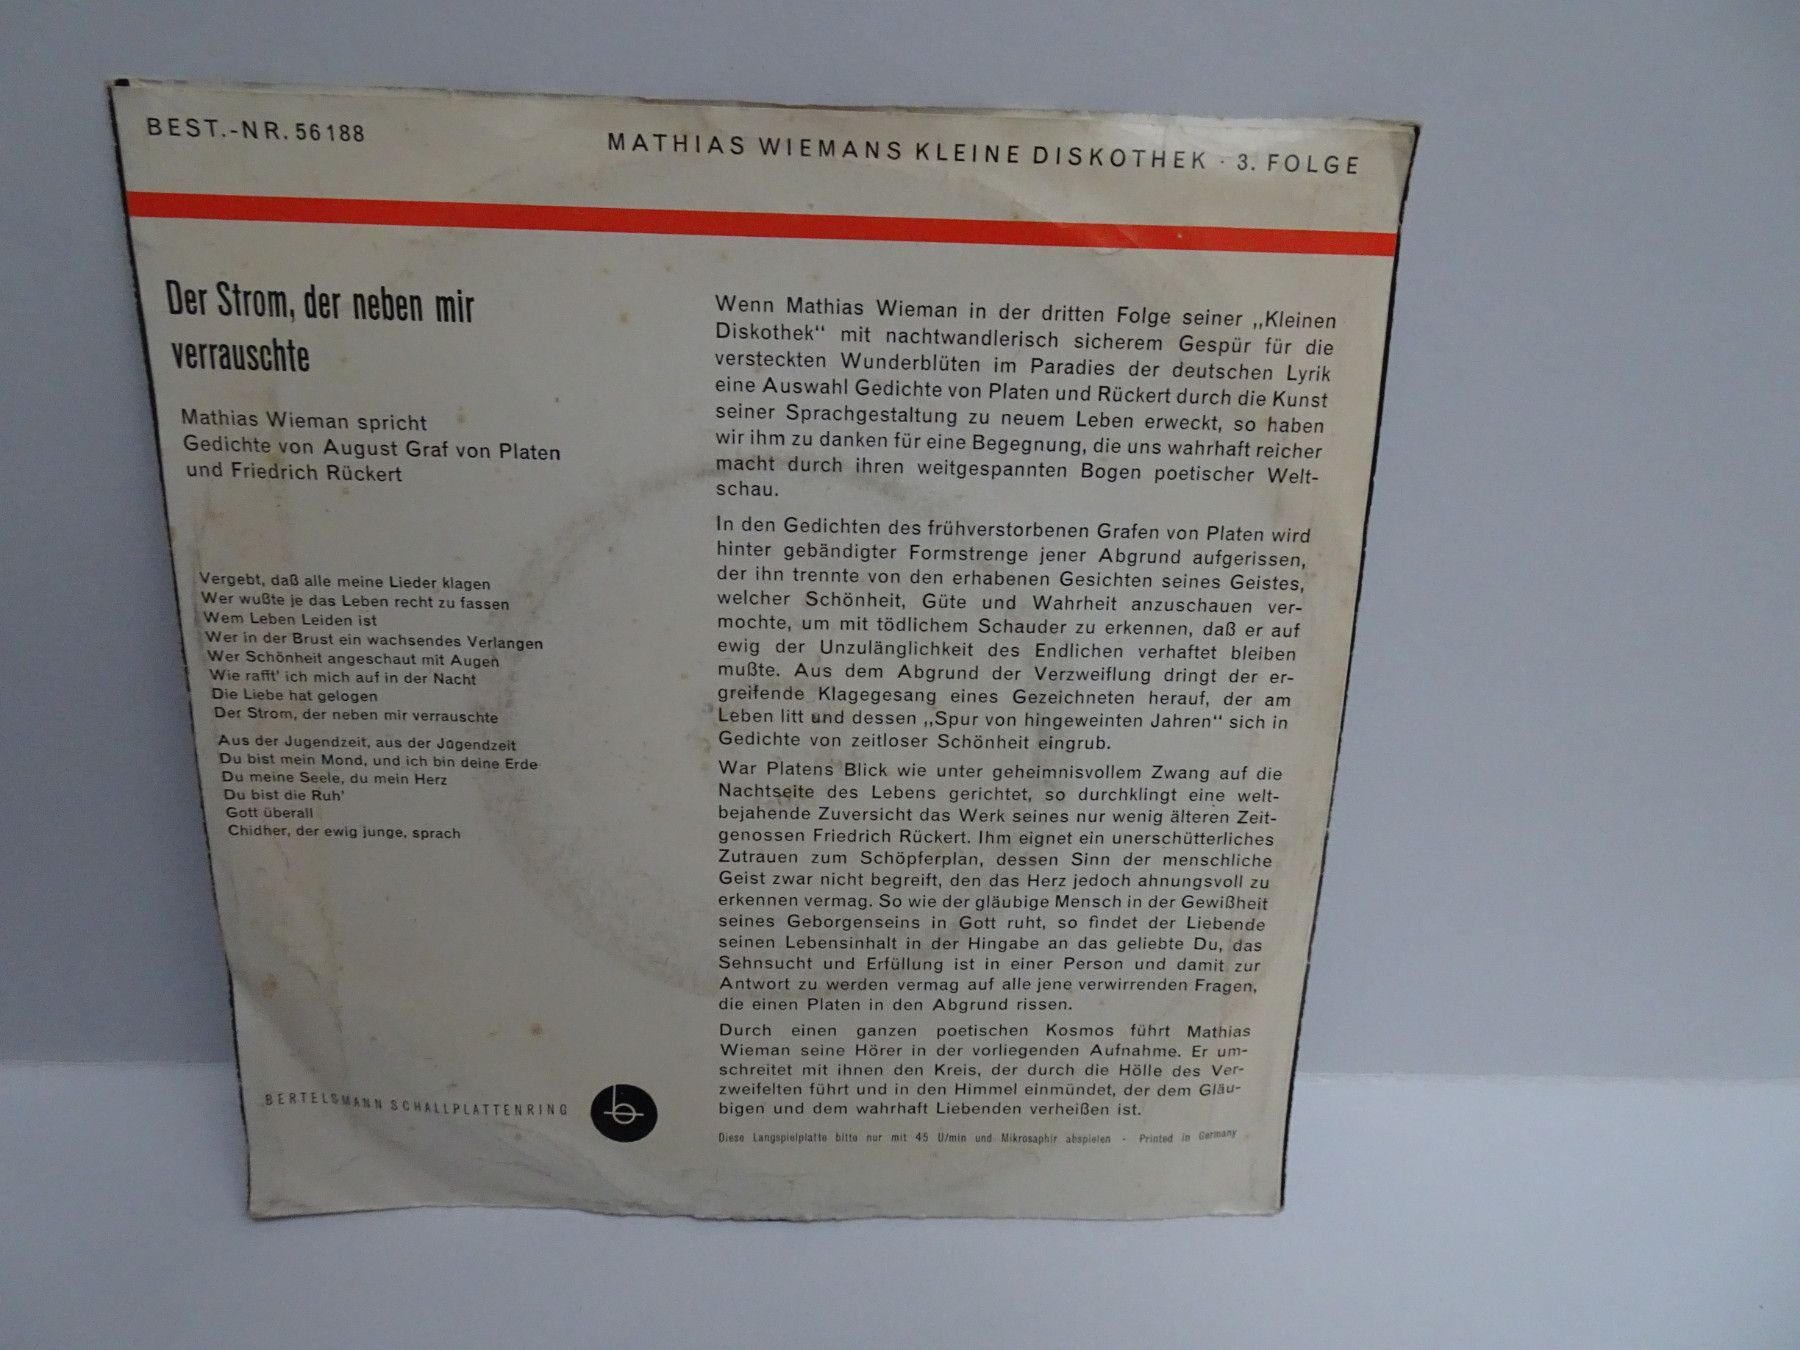 BEST.-NR. 56188
MATHIAS WIEMANS KLEINE DISKOTHEK · 3. FOLGE
Der Strom, der neben mir
verrauschte
Mathias Wieman spricht
Gedichte von August Graf von Platen
und Friedrich Rückert
Vergebt, daß alle meine Lieder klagen
Wer wußte je das Leben recht zu fassen
Wem Leben Leiden ist
Wer in der Brust ein wachsendes Verlangen
Wer Schönheit angeschaut mit Augen
Wie rafft' ich mich auf in der Nacht
Die Liebe hat gelogen
Der Strom, der neben mir verrauschte
Aus der Jugendzeit, aus der Jugendzeit
Du bist mein Mond, und ich bin deine Erde
Du meine Seele, du mein Herz
Du bist die Ruh'
Gott überall
Chidher, der ewig junge, sprach
BERTELSMANN SCHALLPLATTENRING
Wenn Mathias Wieman in der dritten Folge seiner „Kleinen
Diskothek“ mit nachtwandlerisch sicherem Gespür für die
versteckten Wunderblüten im Paradies der deutschen Lyrik
eine Auswahl Gedichte von Platen und Rückert durch die Kunst
seiner Sprachgestaltung zu neuem Leben erweckt, so haben
wir ihm zu danken für eine Begegnung, die uns wahrhaft reicher
macht durch ihren weitgespannten Bogen poetischer Welt-
schau.
In den Gedichten des frühverstorbenen Grafen von Platen wird
hinter gebändigter Formstrenge jener Abgrund aufgerissen,
der ihn trennte von den erhabenen Gesichten seines Geistes,
welcher Schönheit, Güte und Wahrheit anzuschauen ver-
mochte, um mit tödlichem Schauder zu erkennen, daß er auf
ewig der Unzulänglichkeit des Endlichen verhaftet bleiben
mußte. Aus dem Abgrund der Verzweiflung dringt der er-
greifende Klagegesang eines Gezeichneten herauf, der am
Leben litt und dessen „Spur von hingeweinten Jahren“ sich in
Gedichte von zeitloser Schönheit eingrub.
War Platens Blick wie unter geheimnisvollem Zwang auf die
Nachtseite des Lebens gerichtet, so durchklingt eine welt-
bejahende Zuversicht das Werk seines nur wenig älteren Zeit-
genossen Friedrich Rückert. Ihm eignet ein unerschütterliches
Zutrauen zum Schöpferplan, dessen Sinn der menschliche
Geist zwar nicht begreift, den das Herz jedoch ahnungsvoll zu
erkennen vermag. So wie der gläubige Mensch in der Gewißheit
seines Geborgenseins in Gott ruht, so findet der Liebende
seinen Lebensinhalt in der Hingabe an das geliebte Du, das
Sehnsucht und Erfüllung ist in einer Person und damit zur
Antwort zu werden vermag auf alle jene verwirrenden Fragen,
die einen Platen in den Abgrund rissen.
Durch einen ganzen poetischen Kosmos führt Mathias
Wieman seine Hörer in der vorliegenden Aufnahme. Er um-
schreitet mit ihnen den Kreis, der durch die Hölle des Ver-
zweifelten führt und in den Himmel einmündet, der dem Gläu-
bigen und dem wahrhaft Liebenden verheißen ist.
Diese Langspielplatte bitte nur mit 45 U/min und Mikrosaphir abspielen - Printed in Germany